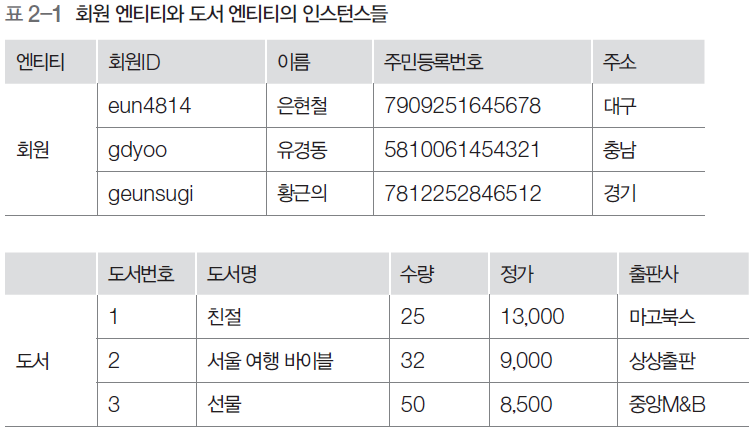 표 2-1 회원 엔티티와 도서 엔티티의 인스턴스들
엔티티 회원ID 이름 주민등록번호 주소
eun4814 은현철 7909251645678 대구
회원 gdyoo 유경동 5810061454321 충남
geunsugi 황근의 7812252846512 경기
도서번호 도서명 수량 정가 출판사
1 친절 25 13,000 마고북스
도서 2 서울 여행 바이블 32 9,000 상상출판
3 선물 50 8,500 중앙M&B